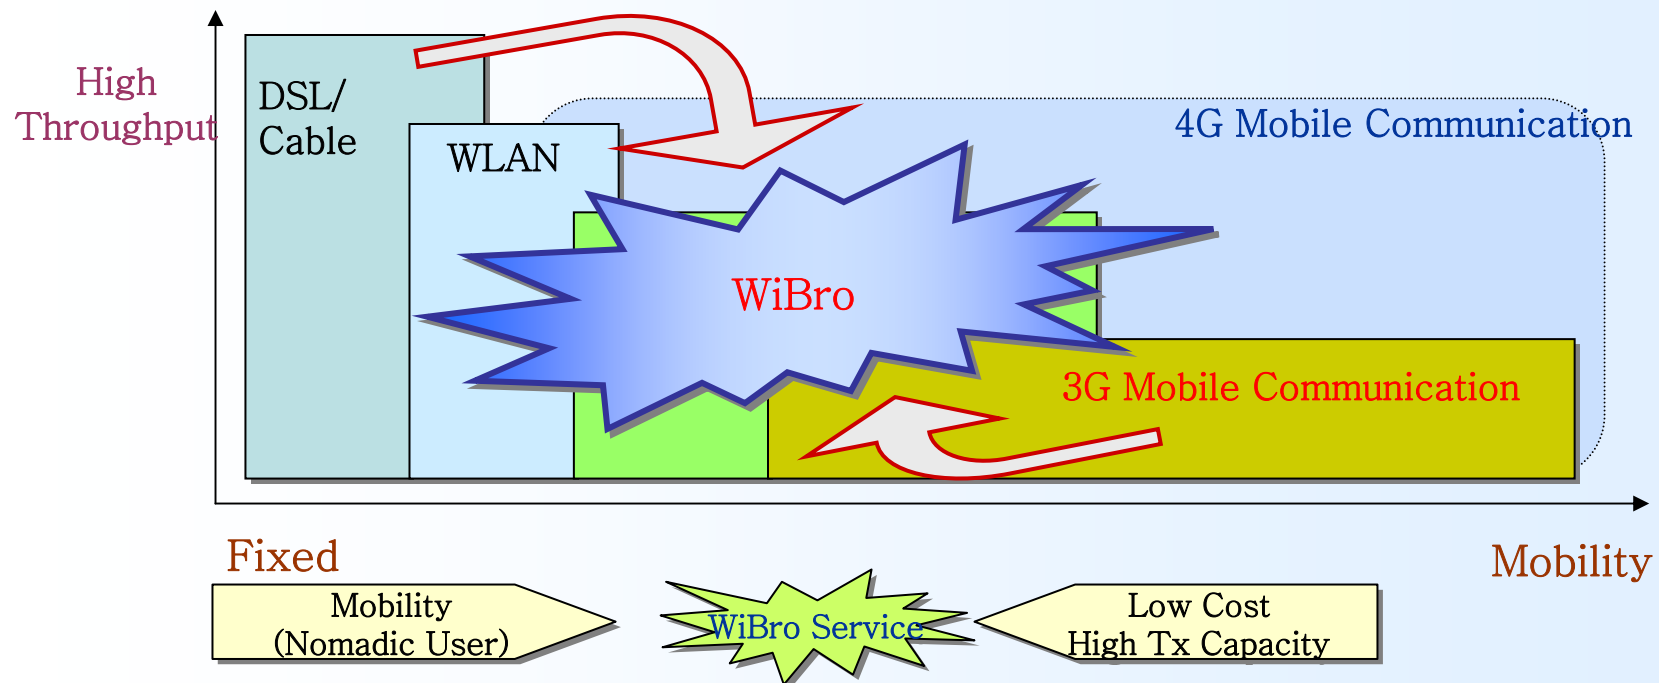 High
Throughput
DSL/
Cable
WLAN
4G Mobile Communication
WiBro
3G Mobile Communication
Fixed
Mobility
Mobility
(Nomadic User)
WiBro Service
Low Cost
High Tx Capacity